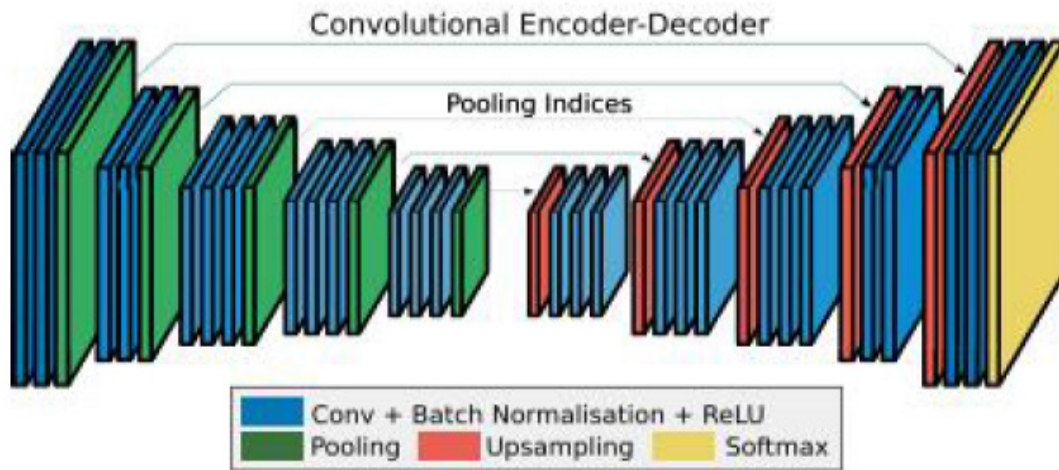 Convolutional Encoder-Decoder
Pooling Indices
Conv + Batch Normalisation + ReLU
Pooling Upsampling Softmax